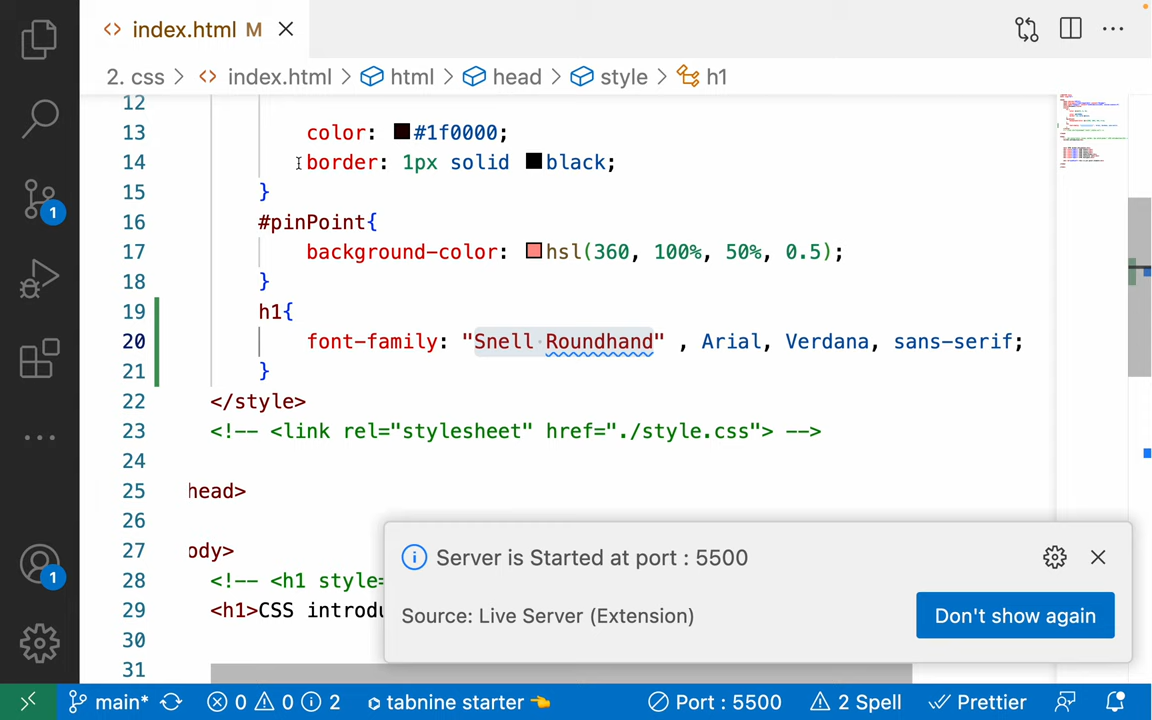 index.html M
2. css > index.html > html > head > style > h1
12
13 color: #1f0000;
14 border: 1px solid black;
15 }
16 #pinPoint{
17 background-color: hsl(360, 100%, 50%, 0.5);
18 }
19 h1{
20 font-family: "Snell Roundhand" , Arial, Verdana, sans-serif;
21 }
22 </style>
23 <!-- <link rel="stylesheet" href="./style.css"> -->
24
25 head>
26
27 ody>
28 <!-- <h1 style=
29 <h1>CSS introdu
30
31
Server is Started at port : 5500
Source: Live Server (Extension)
Don't show again
1
1
main* 0 0 2 tabnine starter Port : 5500 2 Spell Prettier